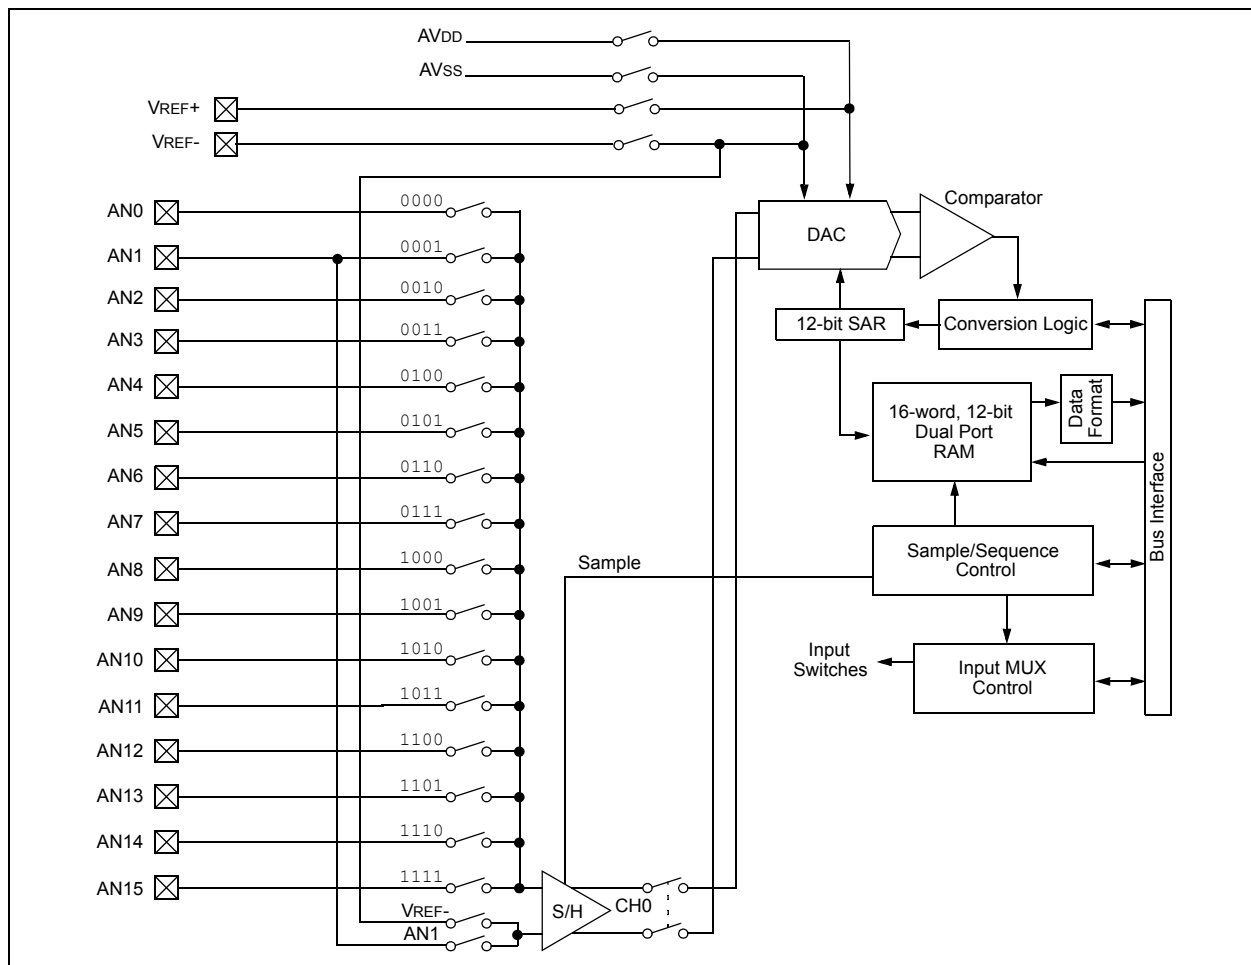 AVDD
AVSS
VREF+
VREF-
AN0
0000
AN1
0001
AN2
0010
AN3
0011
AN4
0100
AN5
0101
AN6
0110
AN7
0111
AN8
1000
AN9
1001
AN10
1010
AN11
1011
AN12
1100
AN13
1101
AN14
1110
AN15
1111
VREF-
AN1
S/H
CH0
Sample
DAC
Comparator
12-bit SAR
Conversion Logic
16-word, 12-bit
Dual Port
RAM
Data
Format
Bus Interface
Sample/Sequence
Control
Input
Switches
Input MUX
Control